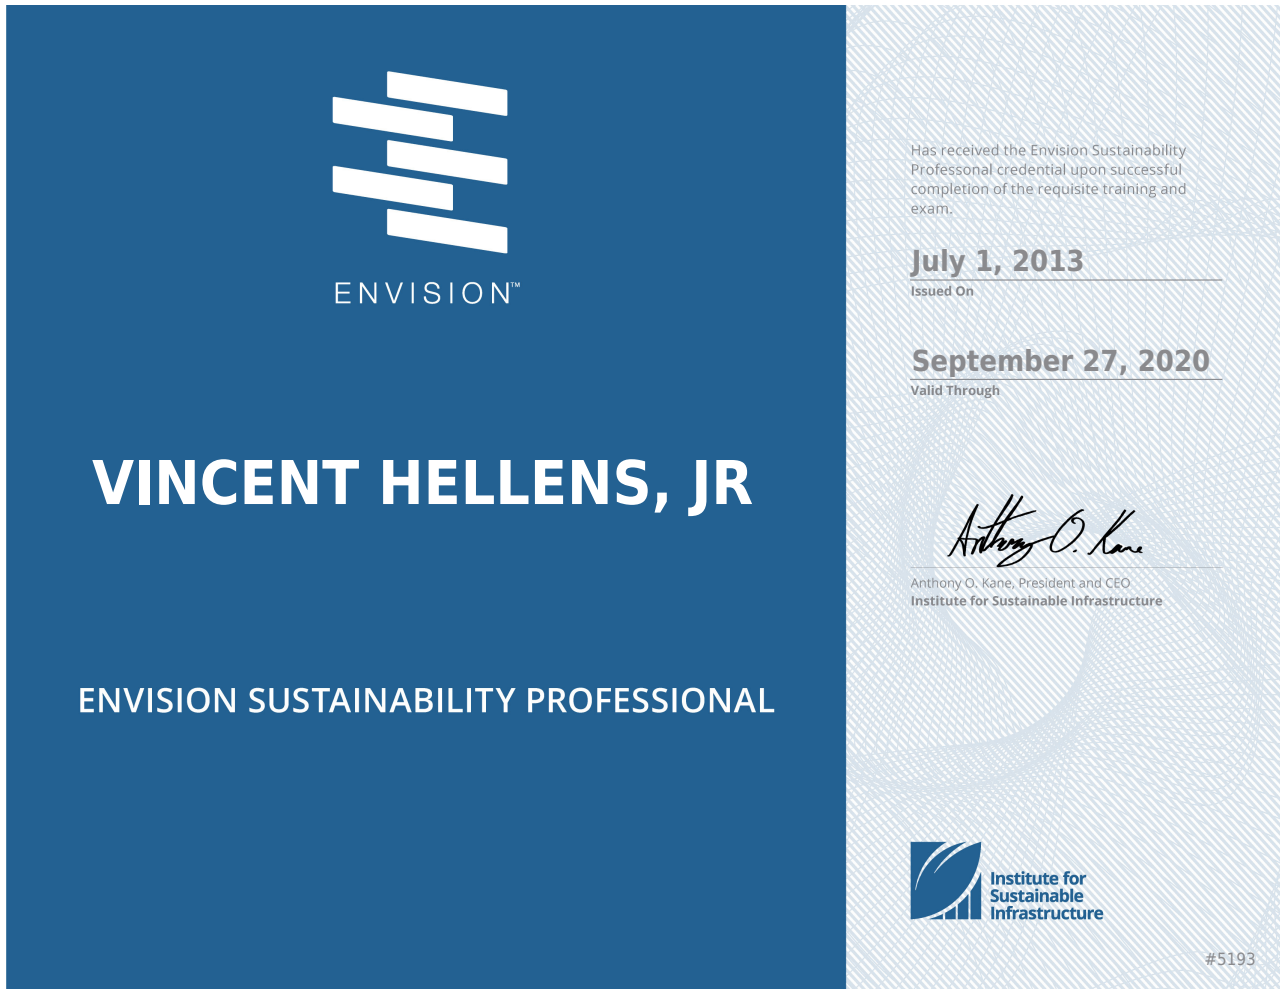 ENVISION™
VINCENT HELLENS, JR
ENVISION SUSTAINABILITY PROFESSIONAL
Has received the Envision Sustainability
Professonal credential upon successful
completion of the requisite training and
exam.
July 1, 2013
Issued On
September 27, 2020
Valid Through
Anthony O. Kane
Anthony O. Kane, President and CEO
Institute for Sustainable Infrastructure
Institute for
Sustainable
Infrastructure
#5193